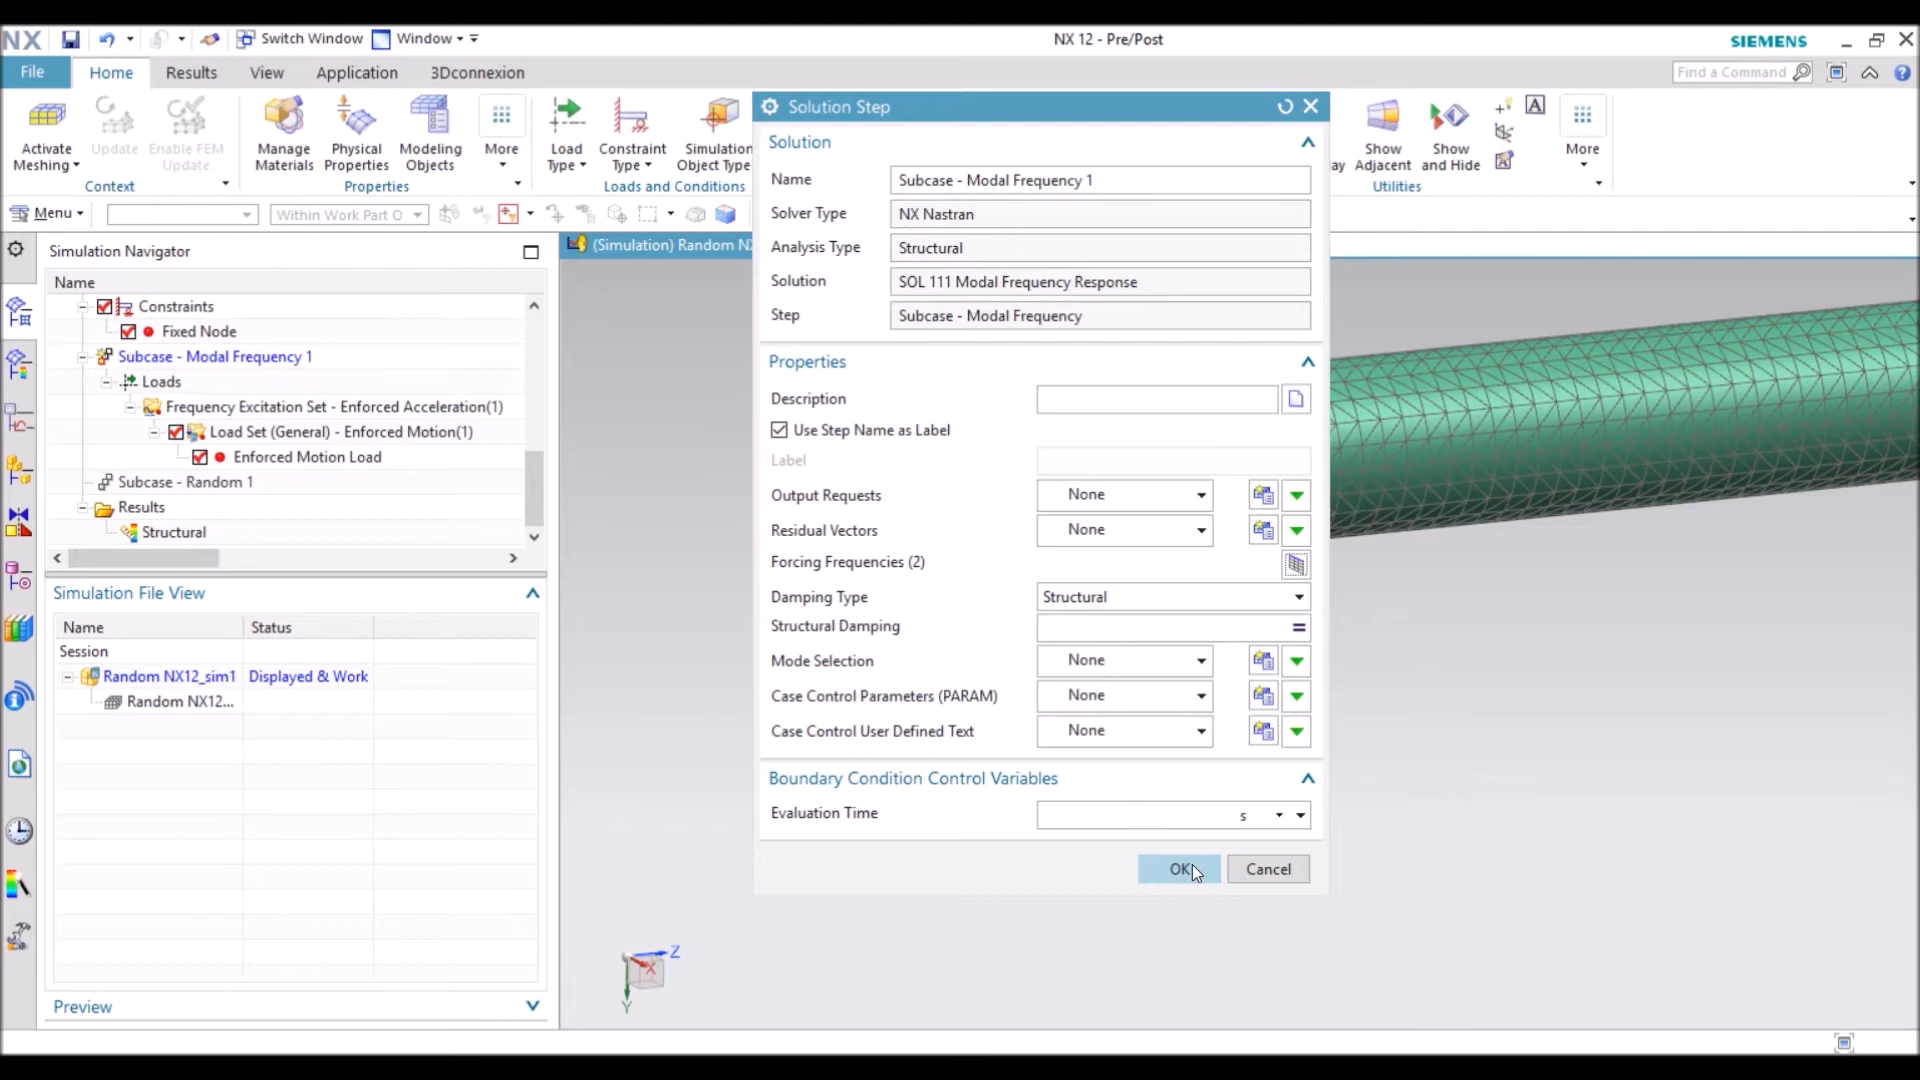 NX Switch Window Window NX 12 - Pre/Post SIEMENS
File Home Results View Application 3Dconnexion Find a Command
Activate Meshing Update Enable FEM Update Manage Materials Physical Properties Modeling Objects More Load Type Constraint Type Simulation Object Type Show Adjacent Show and Hide More
Context Properties Loads and Conditions Utilities
Menu Within Work Part O
Simulation Navigator
(Simulation) Random NX
Name
Constraints
Fixed Node
Subcase - Modal Frequency 1
Loads
Frequency Excitation Set - Enforced Acceleration(1)
Load Set (General) - Enforced Motion(1)
Enforced Motion Load
Subcase - Random 1
Results
Structural
Simulation File View
Name Status
Session
Random NX12_sim1 Displayed & Work
Random NX12...
Preview
Solution Step
Solution
Name Subcase - Modal Frequency 1
Solver Type NX Nastran
Analysis Type Structural
Solution SOL 111 Modal Frequency Response
Step Subcase - Modal Frequency
Properties
Description
Use Step Name as Label
Label
Output Requests None
Residual Vectors None
Forcing Frequencies (2)
Damping Type Structural
Structural Damping =
Mode Selection None
Case Control Parameters (PARAM) None
Case Control User Defined Text None
Boundary Condition Control Variables
Evaluation Time s
OK Cancel
Z
X
Y